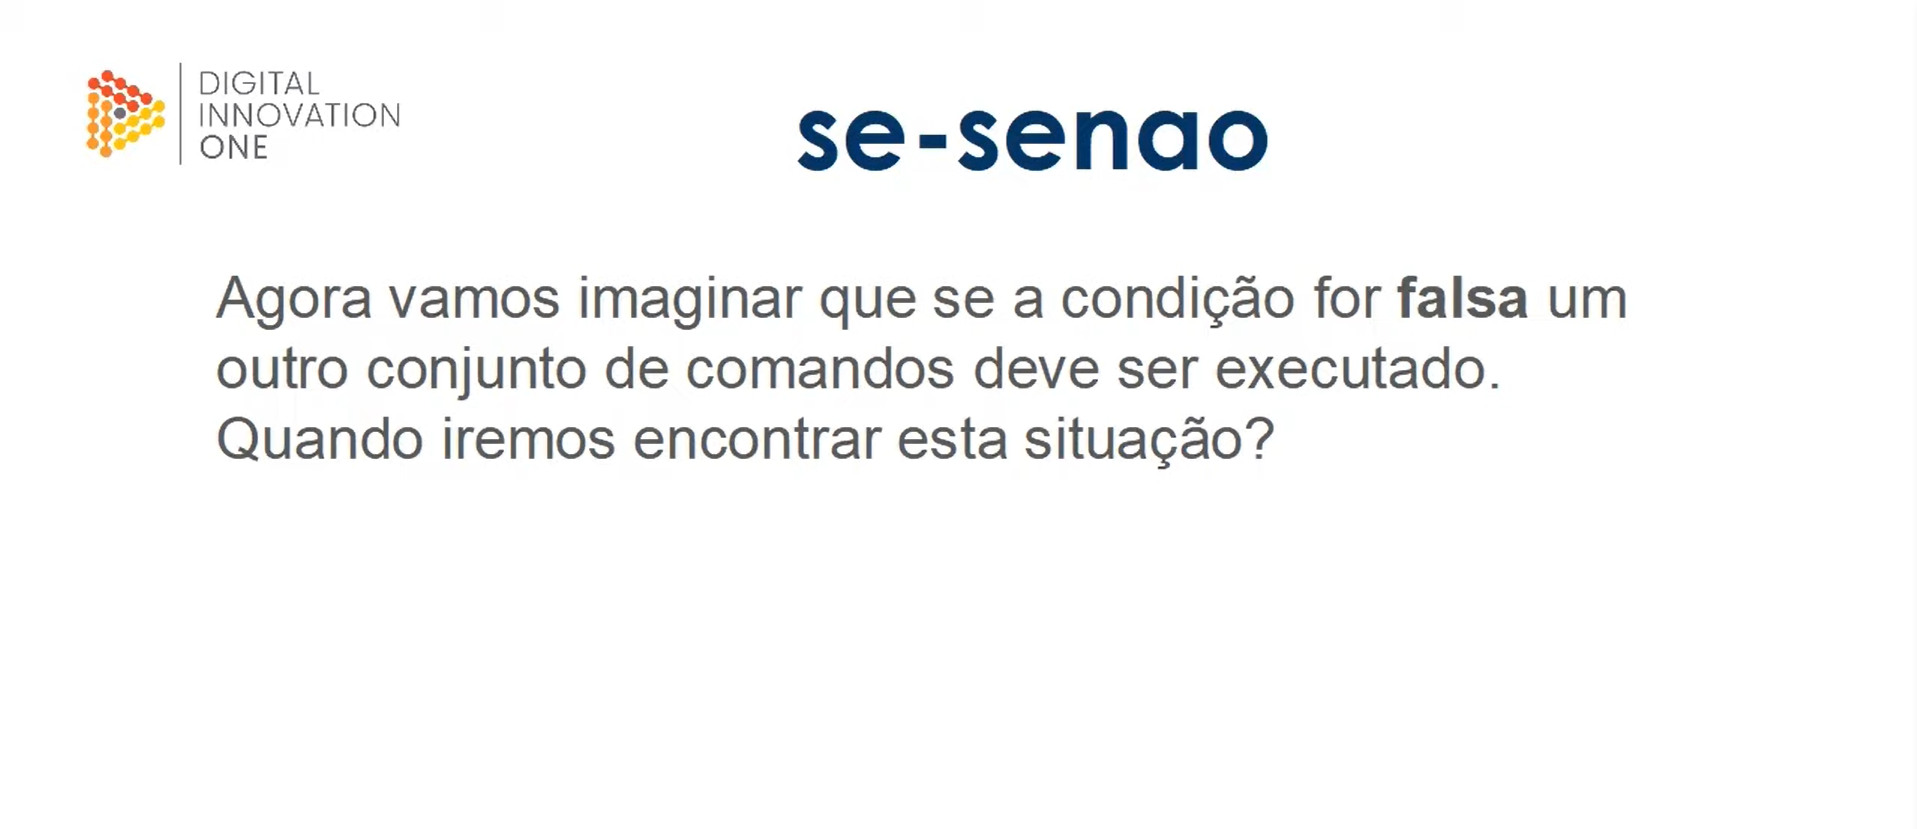 DIGITAL
INNOVATION
ONE
se-senao
Agora vamos imaginar que se a condição for falsa um
outro conjunto de comandos deve ser executado.
Quando iremos encontrar esta situação?